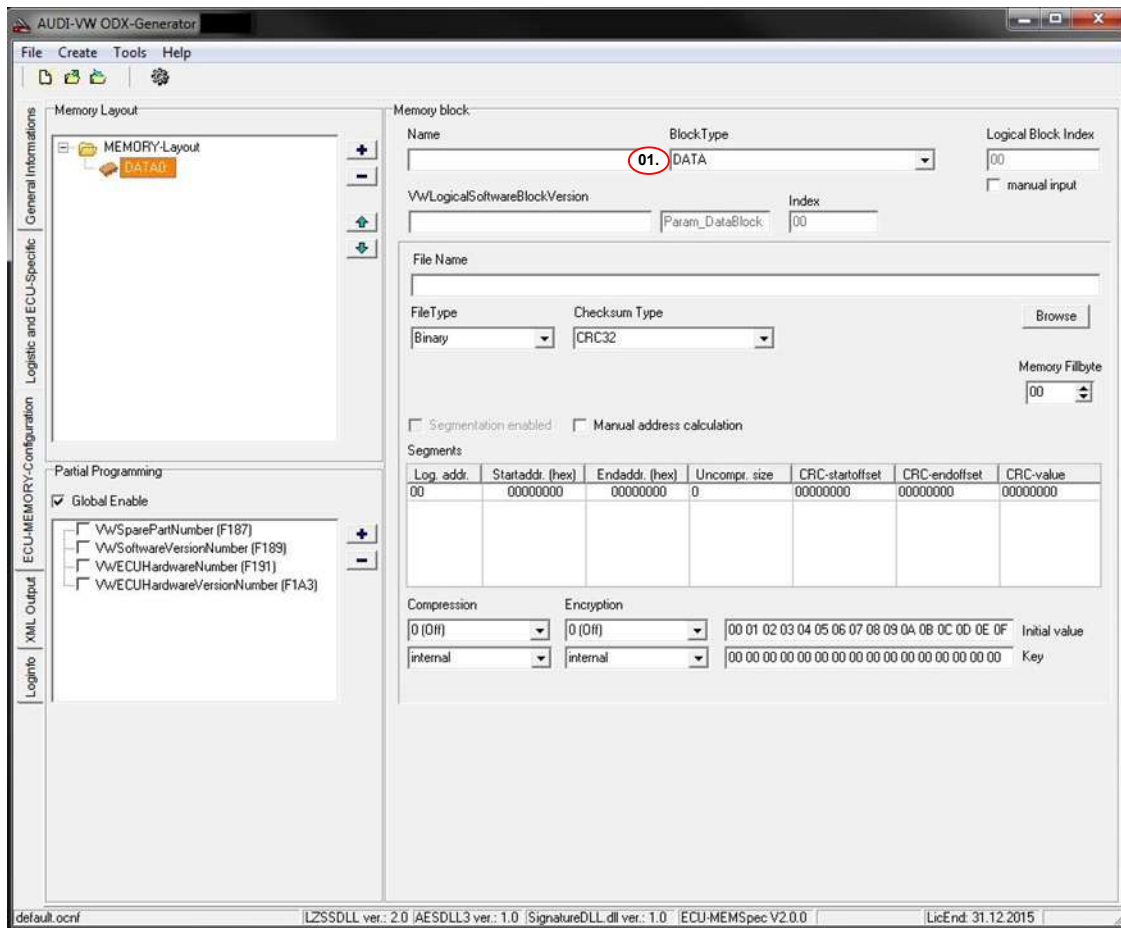 AUDI-VW ODX-Generator
File Create Tools Help
General Informations
Logistic and ECU-Specific
ECU-MEMORY-Configuration
XML Output
Loginfo
Memory Layout
MEMORY-Layout
DATA0
Partial Programming
Global Enable
VWSparePartNumber (F187)
VWSoftwareVersionNumber (F189)
VWECUHardwareNumber (F191)
VWECUHardwareVersionNumber (F1A3)
Memory block
Name BlockType Logical Block Index
01. DATA 00
manual input
VWLogicalSoftwareBlockVersion Index
Param_DataBlock 00
File Name
FileType Checksum Type Browse
Binary CRC32
Memory Fillbyte
00
Segmentation enabled Manual address calculation
Segments
Log. addr. Startaddr. (hex) Endaddr. (hex) Uncompr. size CRC-startoffset CRC-endoffset CRC-value
00 00000000 00000000 0 00000000 00000000 00000000
Compression Encryption
0 (Off) 0 (Off) 00 01 02 03 04 05 06 07 08 09 0A 0B 0C 0D 0E 0F Initial value
internal internal 00 00 00 00 00 00 00 00 00 00 00 00 00 00 00 00 Key
default.ocnf LZSSDLL ver.: 2.0 AESDLL3 ver.: 1.0 SignatureDLL.dll ver.: 1.0 ECU-MEMSpec V2.0.0 LicEnd: 31.12.2015